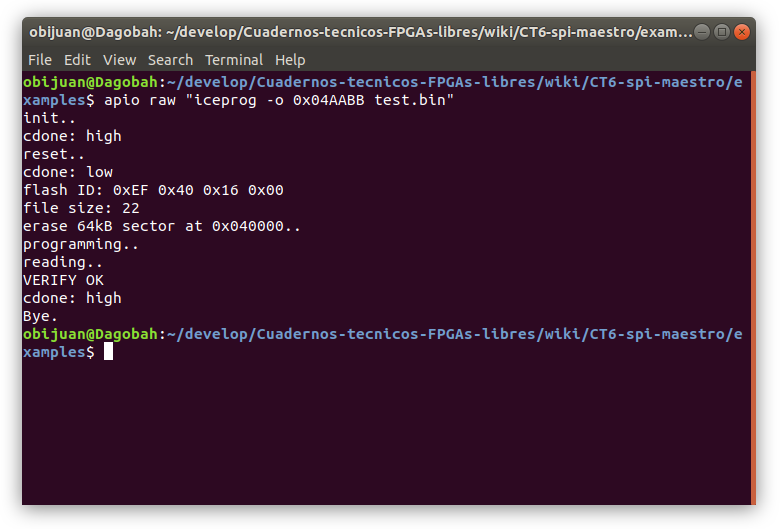 obijuan@Dagobah: ~/develop/Cuadernos-tecnicos-FPGAs-libres/wiki/CT6-spi-maestro/exam...
File Edit View Search Terminal Help
obijuan@Dagobah:~/develop/Cuadernos-tecnicos-FPGAs-libres/wiki/CT6-spi-maestro/e
xamples$ apio raw "iceprog -o 0x04AABB test.bin"
init..
cdone: high
reset..
cdone: low
flash ID: 0xEF 0x40 0x16 0x00
file size: 22
erase 64kB sector at 0x040000..
programming..
reading..
VERIFY OK
cdone: high
Bye.
obijuan@Dagobah:~/develop/Cuadernos-tecnicos-FPGAs-libres/wiki/CT6-spi-maestro/e
xamples$